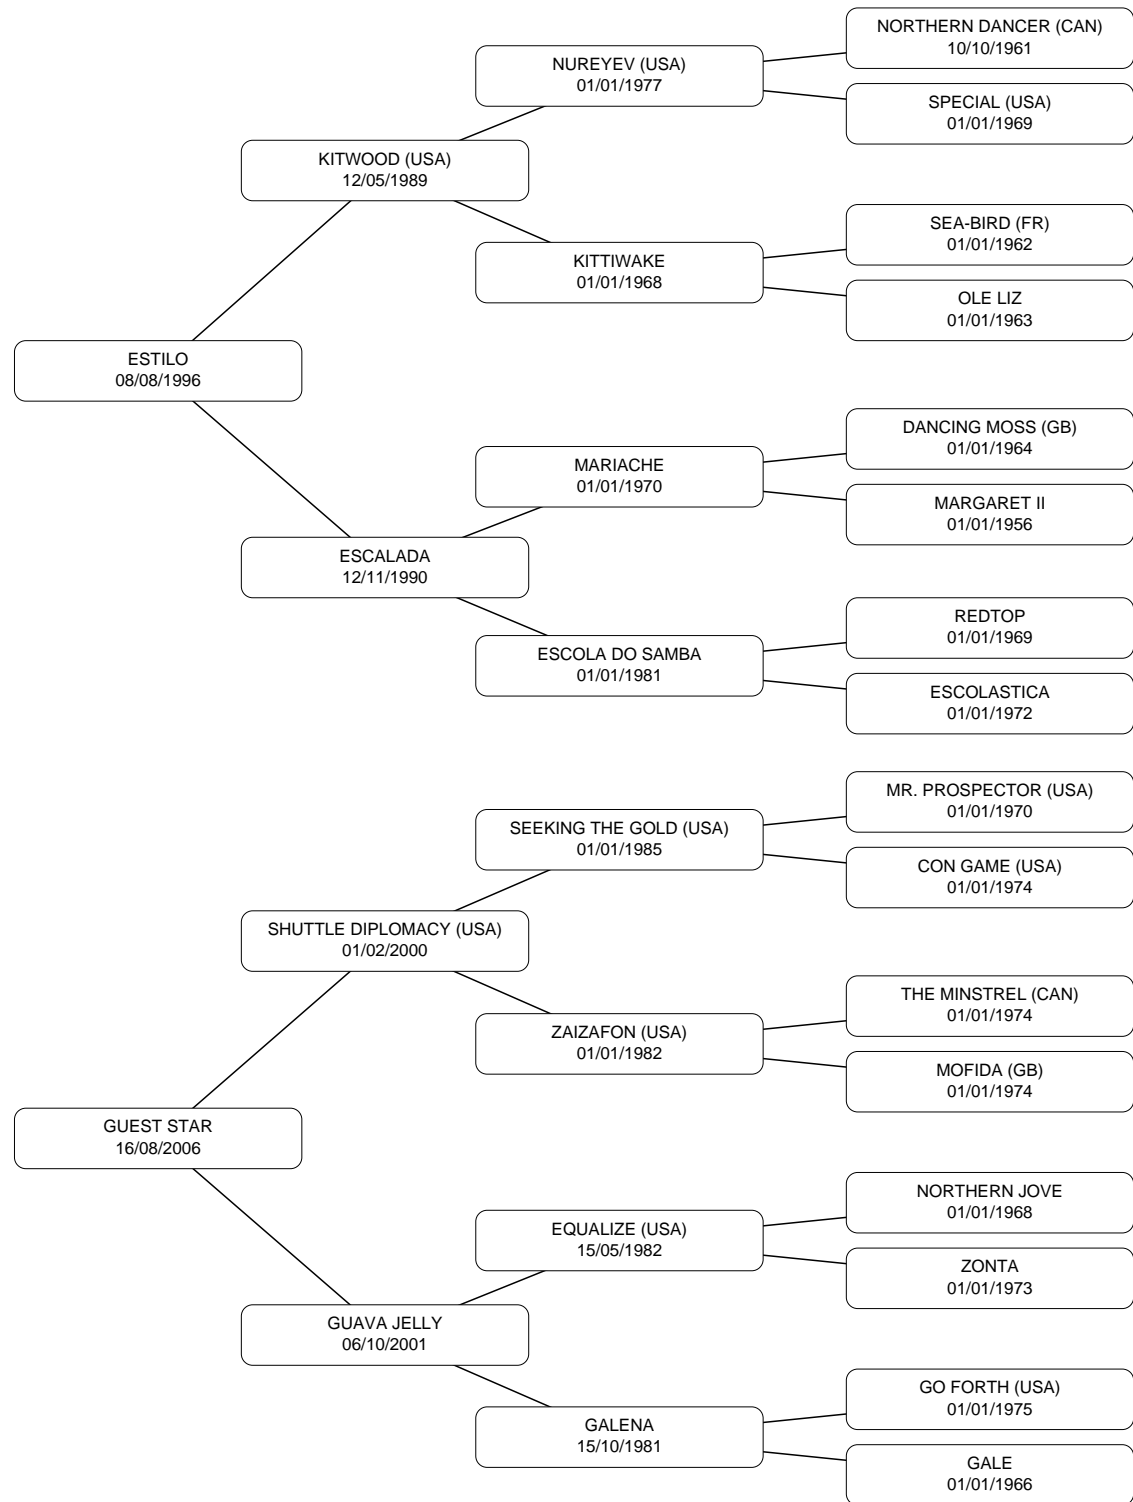 NORTHERN DANCER (CAN)
10/10/1961
NUREYEV (USA)
01/01/1977
SPECIAL (USA)
01/01/1969
KITWOOD (USA)
12/05/1989
SEA-BIRD (FR)
01/01/1962
KITTIWAKE
01/01/1968
OLE LIZ
01/01/1963
ESTILO
08/08/1996
DANCING MOSS (GB)
01/01/1964
MARIACHE
01/01/1970
MARGARET II
01/01/1956
ESCALADA
12/11/1990
REDTOP
01/01/1969
ESCOLA DO SAMBA
01/01/1981
ESCOLASTICA
01/01/1972
MR. PROSPECTOR (USA)
01/01/1970
SEEKING THE GOLD (USA)
01/01/1985
CON GAME (USA)
01/01/1974
SHUTTLE DIPLOMACY (USA)
01/02/2000
THE MINSTREL (CAN)
01/01/1974
ZAIZAFON (USA)
01/01/1982
MOFIDA (GB)
01/01/1974
GUEST STAR
16/08/2006
NORTHERN JOVE
01/01/1968
EQUALIZE (USA)
15/05/1982
ZONTA
01/01/1973
GUAVA JELLY
06/10/2001
GO FORTH (USA)
01/01/1975
GALENA
15/10/1981
GALE
01/01/1966